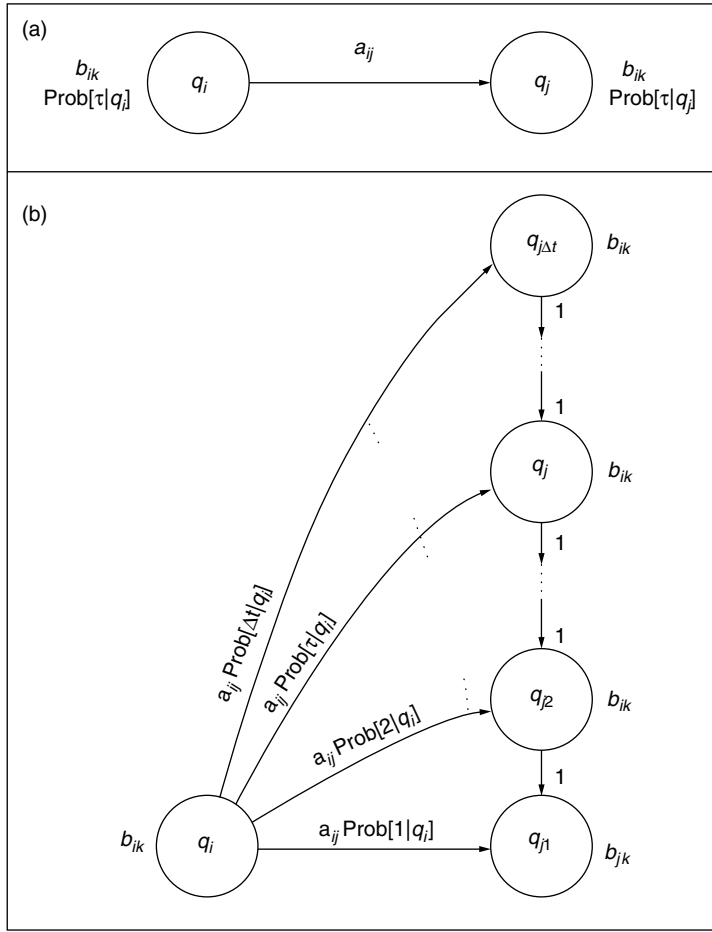 (a)
a_ij
b_ik
Prob[τ|q_i]
q_i
q_j
b_ik
Prob[τ|q_j]
(b)
q_jΔt
b_ik
1
1
q_j
b_ik
1
1
a_ij Prob[Δt|q_i]
a_ij Prob[τ|q_i]
a_ij Prob[2|q_i]
q_j2
b_ik
1
b_ik
q_i
a_ij Prob[1|q_i]
q_j1
b_jk